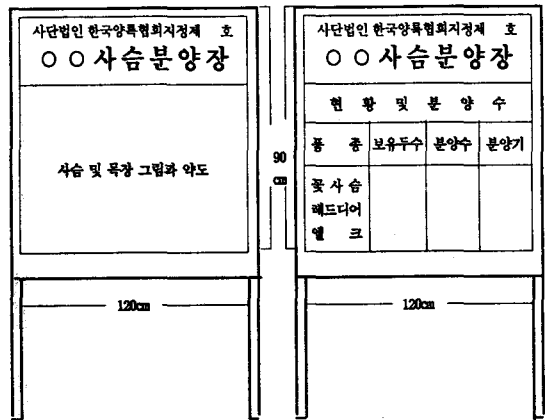 사단법인 한국양록협회지정제 호
○ ○ 사슴분양장
사슴 및 목장 그림과 약도
120cm
90
cm
사단법인 한국양록협회지정제 호
○ ○ 사슴분양장
현 황 및 분 양 수
품 종 보유두수 분양수 분양기
꽃 사 슴
레드디어
엘 크
120cm